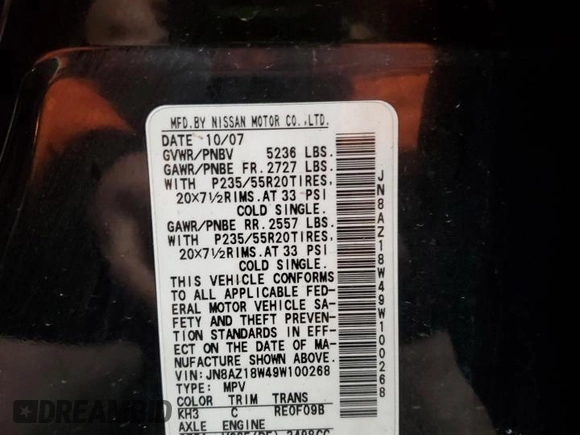 MFD.BY NISSAN MOTOR CO.,LTD.
DATE 10/07
GVWR/PNBV 5236 LBS.
GAWR/PNBE FR. 2727 LBS.
WITH P235/55R20TIRES,
20X7½RIMS.AT 33 PSI
COLD SINGLE.
GAWR/PNBE RR. 2557 LBS.
WITH P235/55R20TIRES,
20X7½RIMS.AT 33 PSI
COLD SINGLE.
THIS VEHICLE CONFORMS
TO ALL APPLICABLE FED-
ERAL MOTOR VEHICLE SA-
FETY AND THEFT PREVEN-
TION STANDARDS IN EFF-
ECT ON THE DATE OF MA-
NUFACTURE SHOWN ABOVE.
VIN:JN8AZ18W49W100268
TYPE: MPV
COLOR TRIM TRANS
KH3 C RE0F09B
AXLE ENGINE
JN8AZ18W49W100268
DREAMBID